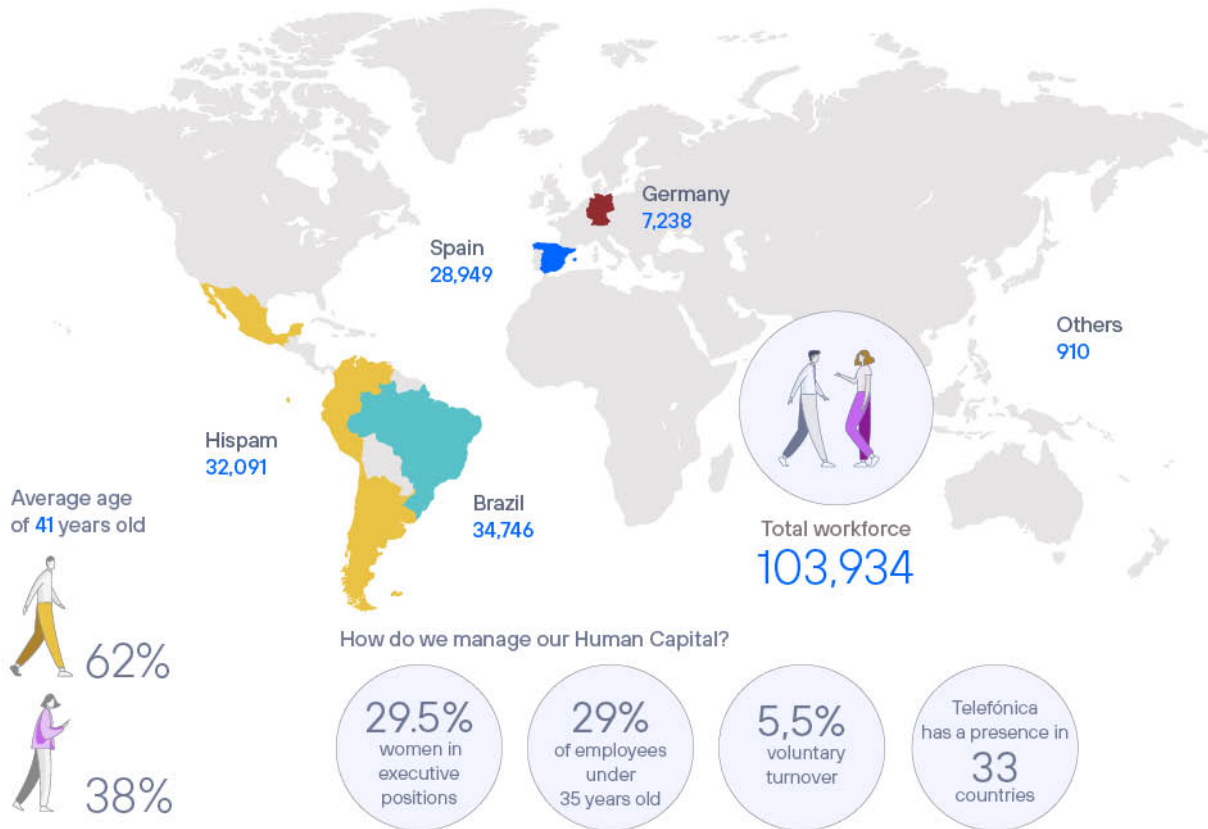 Germany
7,238
Spain
28,949
Others
910
Hispam
32,091
Brazil
34,746
Total workforce
103,934
Average age
of 41 years old
62%
38%
How do we manage our Human Capital?
29.5%
women in
executive
positions
29%
of employees
under
35 years old
5,5%
voluntary
turnover
Telefónica
has a presence in
33
countries